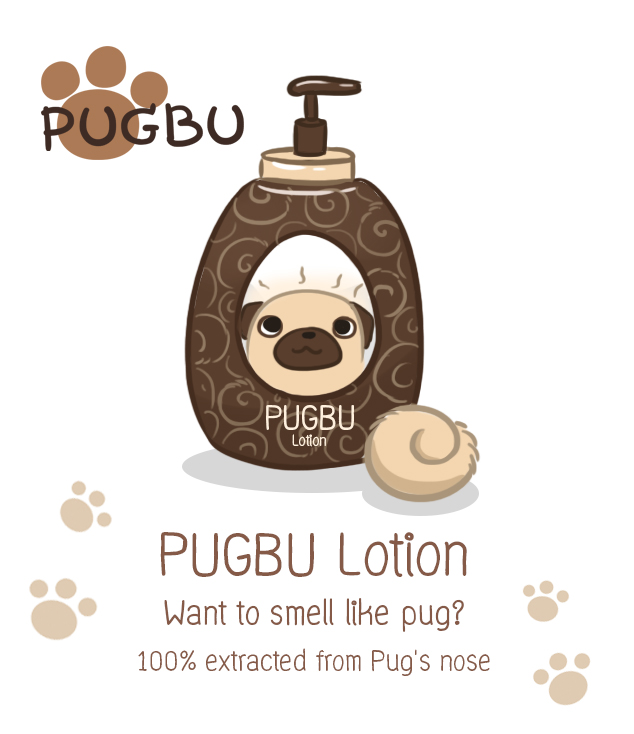 PUGBU
PUGBU
Lotion
PUGBU Lotion
Want to smell like pug?
100% extracted from Pug's nose